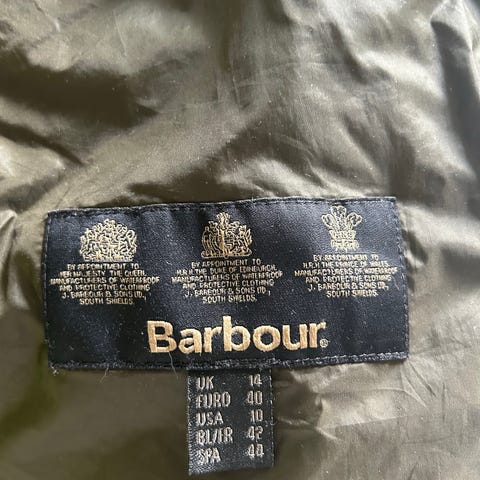 BY APPOINTMENT TO
HER MAJESTY THE QUEEN.
MANUFACTURERS OF WATERPROOF
AND PROTECTIVE CLOTHING
J. BARBOUR & SONS LTD.,
SOUTH SHIELDS.
BY APPOINTMENT TO
H.R.H. THE DUKE OF EDINBURGH.
MANUFACTURERS OF WATERPROOF
AND PROTECTIVE CLOTHING
J. BARBOUR & SONS LTD.,
SOUTH SHIELDS.
BY APPOINTMENT TO
H.R.H. THE PRINCE OF WALES
MANUFACTURERS OF WATERPROOF
AND PROTECTIVE CLOTHING
J. BARBOUR & SONS LTD.,
SOUTH SHIELDS.
Barbour®
UK 14
EURO 40
USA 10
BL/FR 42
SPA 44